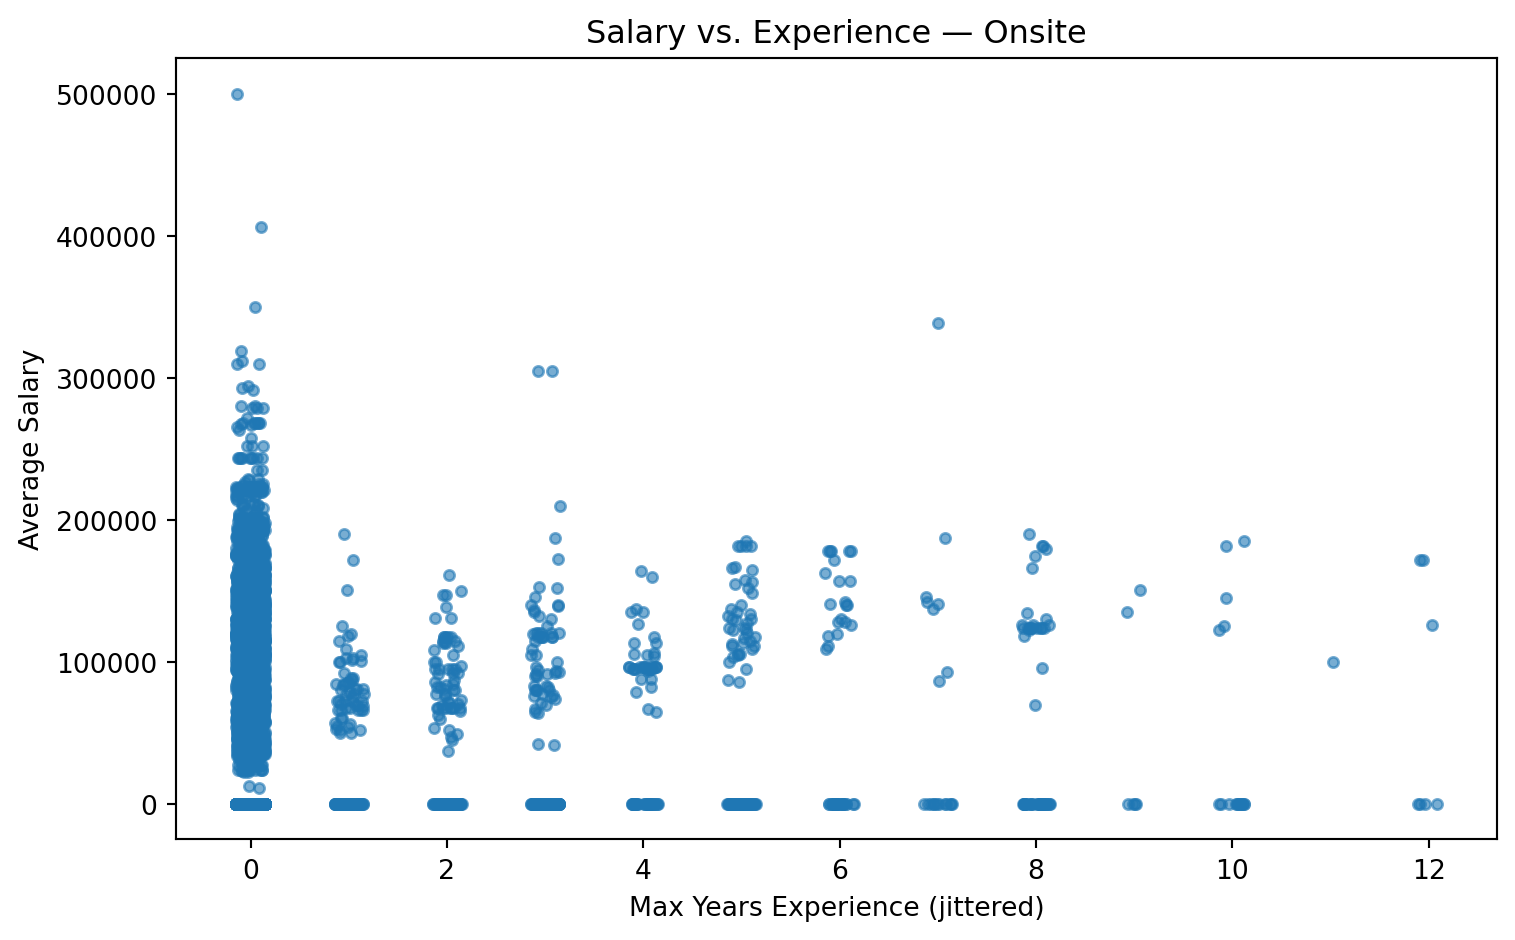 Salary vs. Experience — Onsite
500000
400000
300000
200000
100000
0
Average Salary
0 2 4 6 8 10 12
Max Years Experience (jittered)